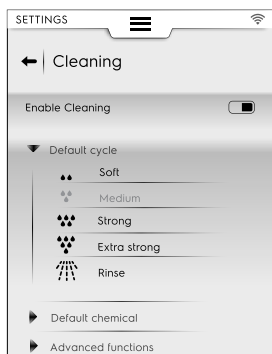 SETTINGS
Cleaning
Enable Cleaning
Default cycle
Soft
Medium
Strong
Extra strong
Rinse
Default chemical
Advanced functions